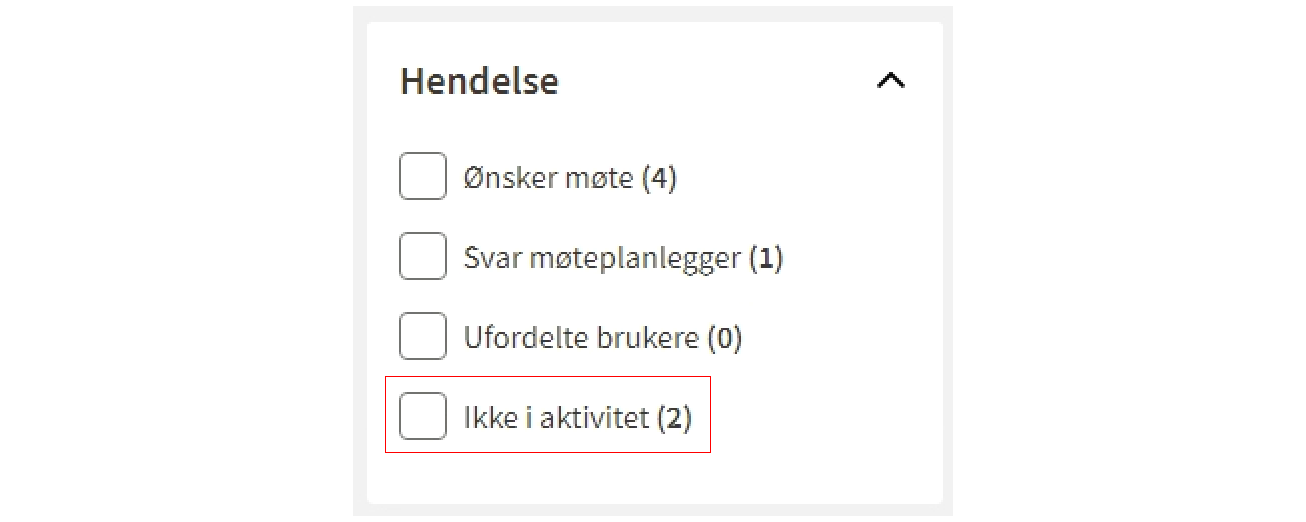 Hendelse
Ønsker møte (4)
Svar møteplanlegger (1)
Ufordelte brukere (0)
Ikke i aktivitet (2)